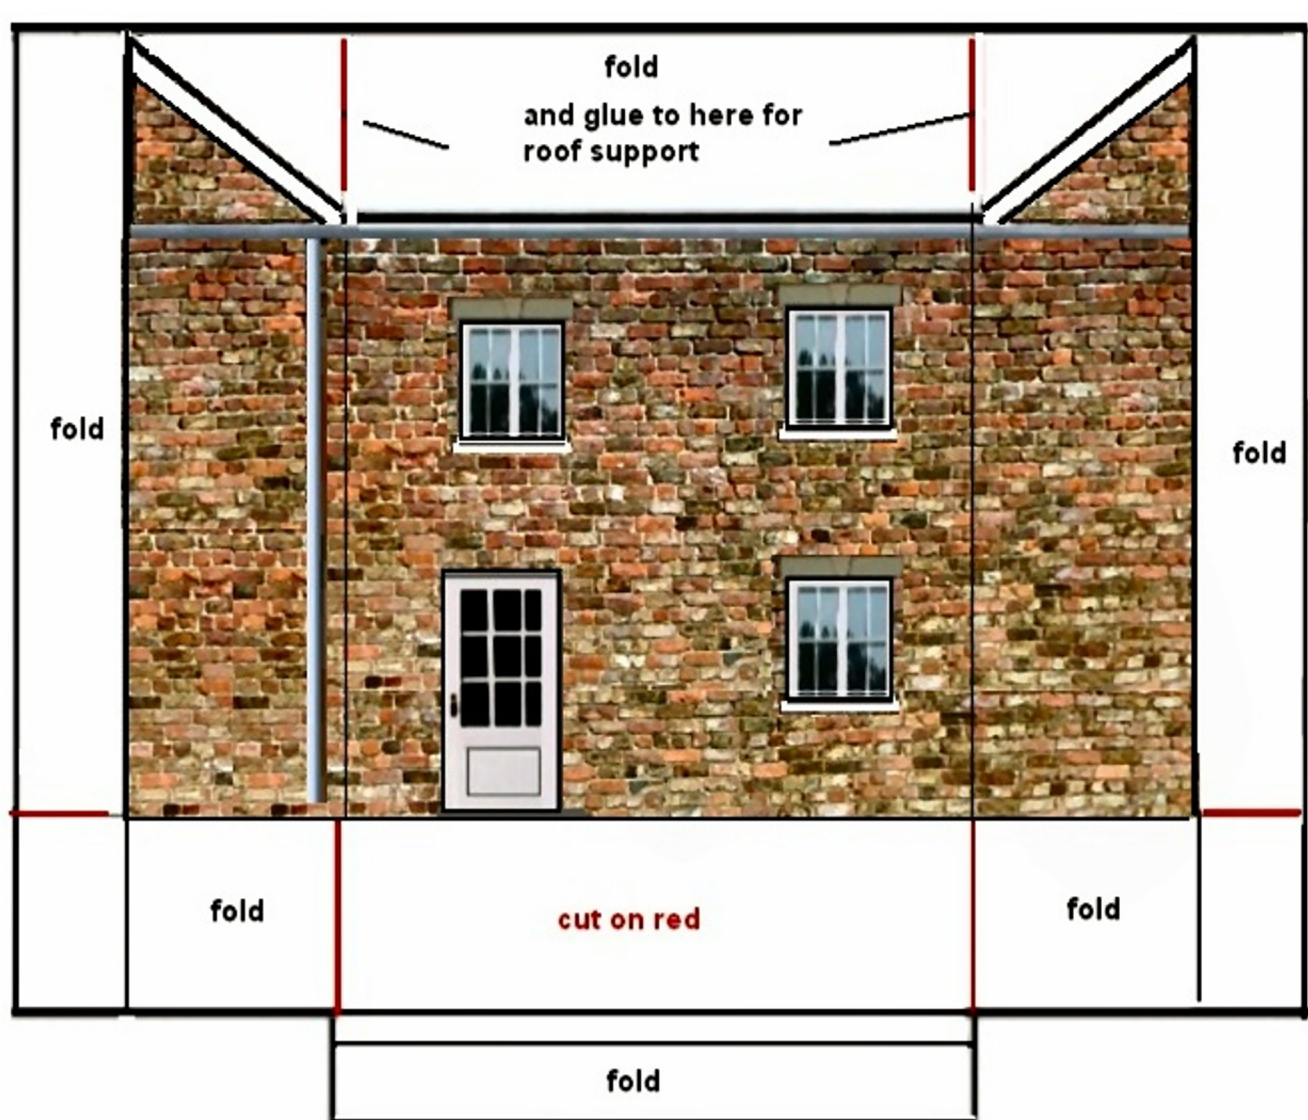 fold
and glue to here for
roof support
fold
fold
fold
cut on red
fold
fold